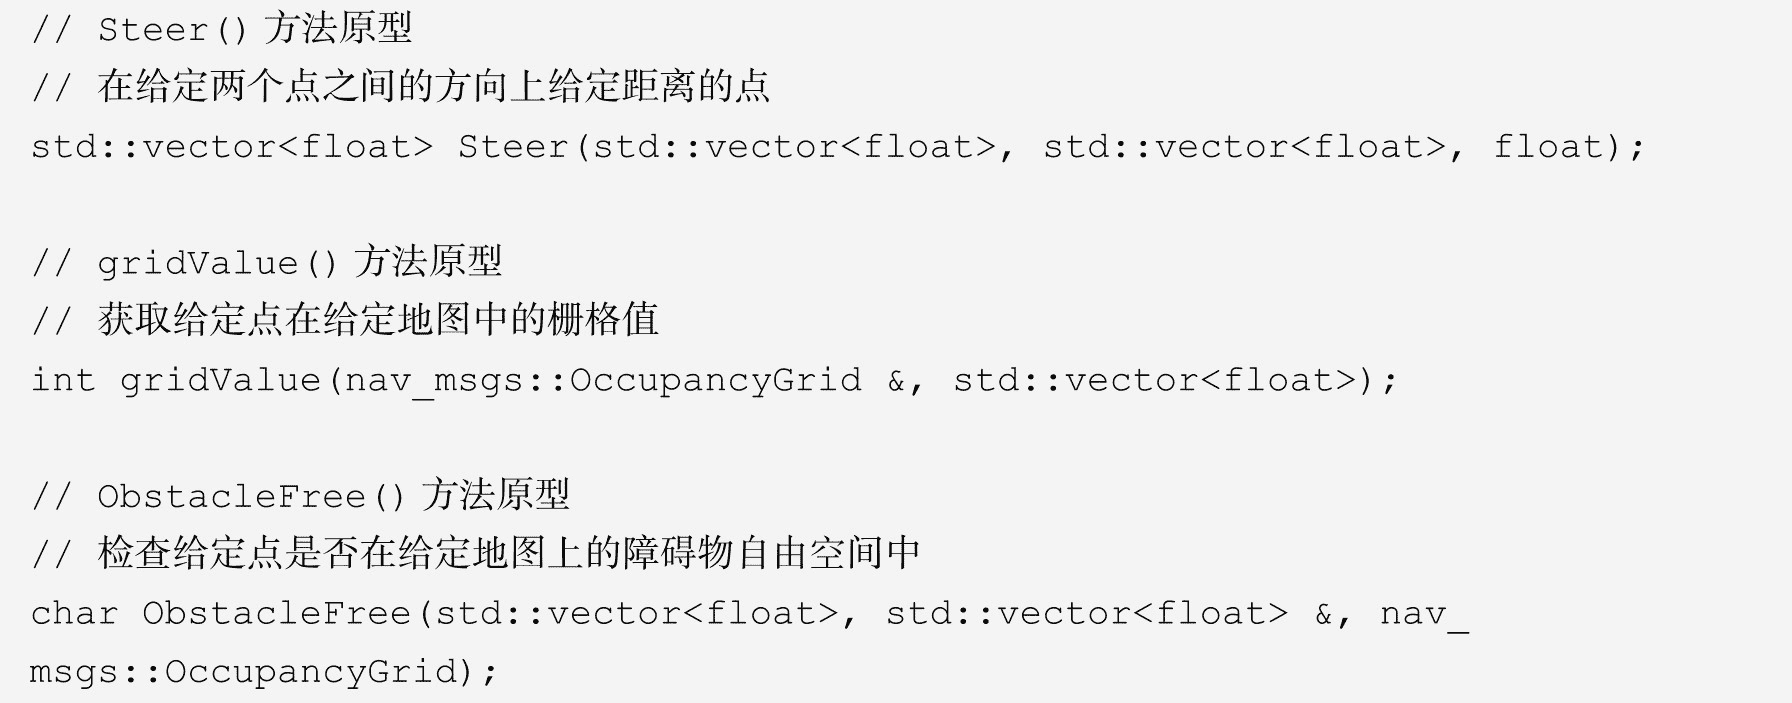 // Steer() 方法原型
// 在给定两个点之间的方向上给定距离的点
std::vector<float> Steer(std::vector<float>, std::vector<float>, float);
// gridValue() 方法原型
// 获取给定点在给定地图中的栅格值
int gridValue(nav_msgs::OccupancyGrid &, std::vector<float>);
// ObstacleFree() 方法原型
// 检查给定点是否在给定地图上的障碍物自由空间中
char ObstacleFree(std::vector<float>, std::vector<float> &, nav_
msgs::OccupancyGrid);